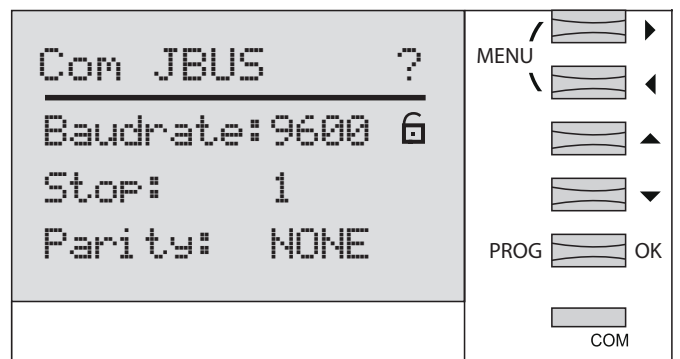 Com JBUS ?
Baudrate:9600
Stop: 1
Parity: NONE
MENU
PROG OK
COM